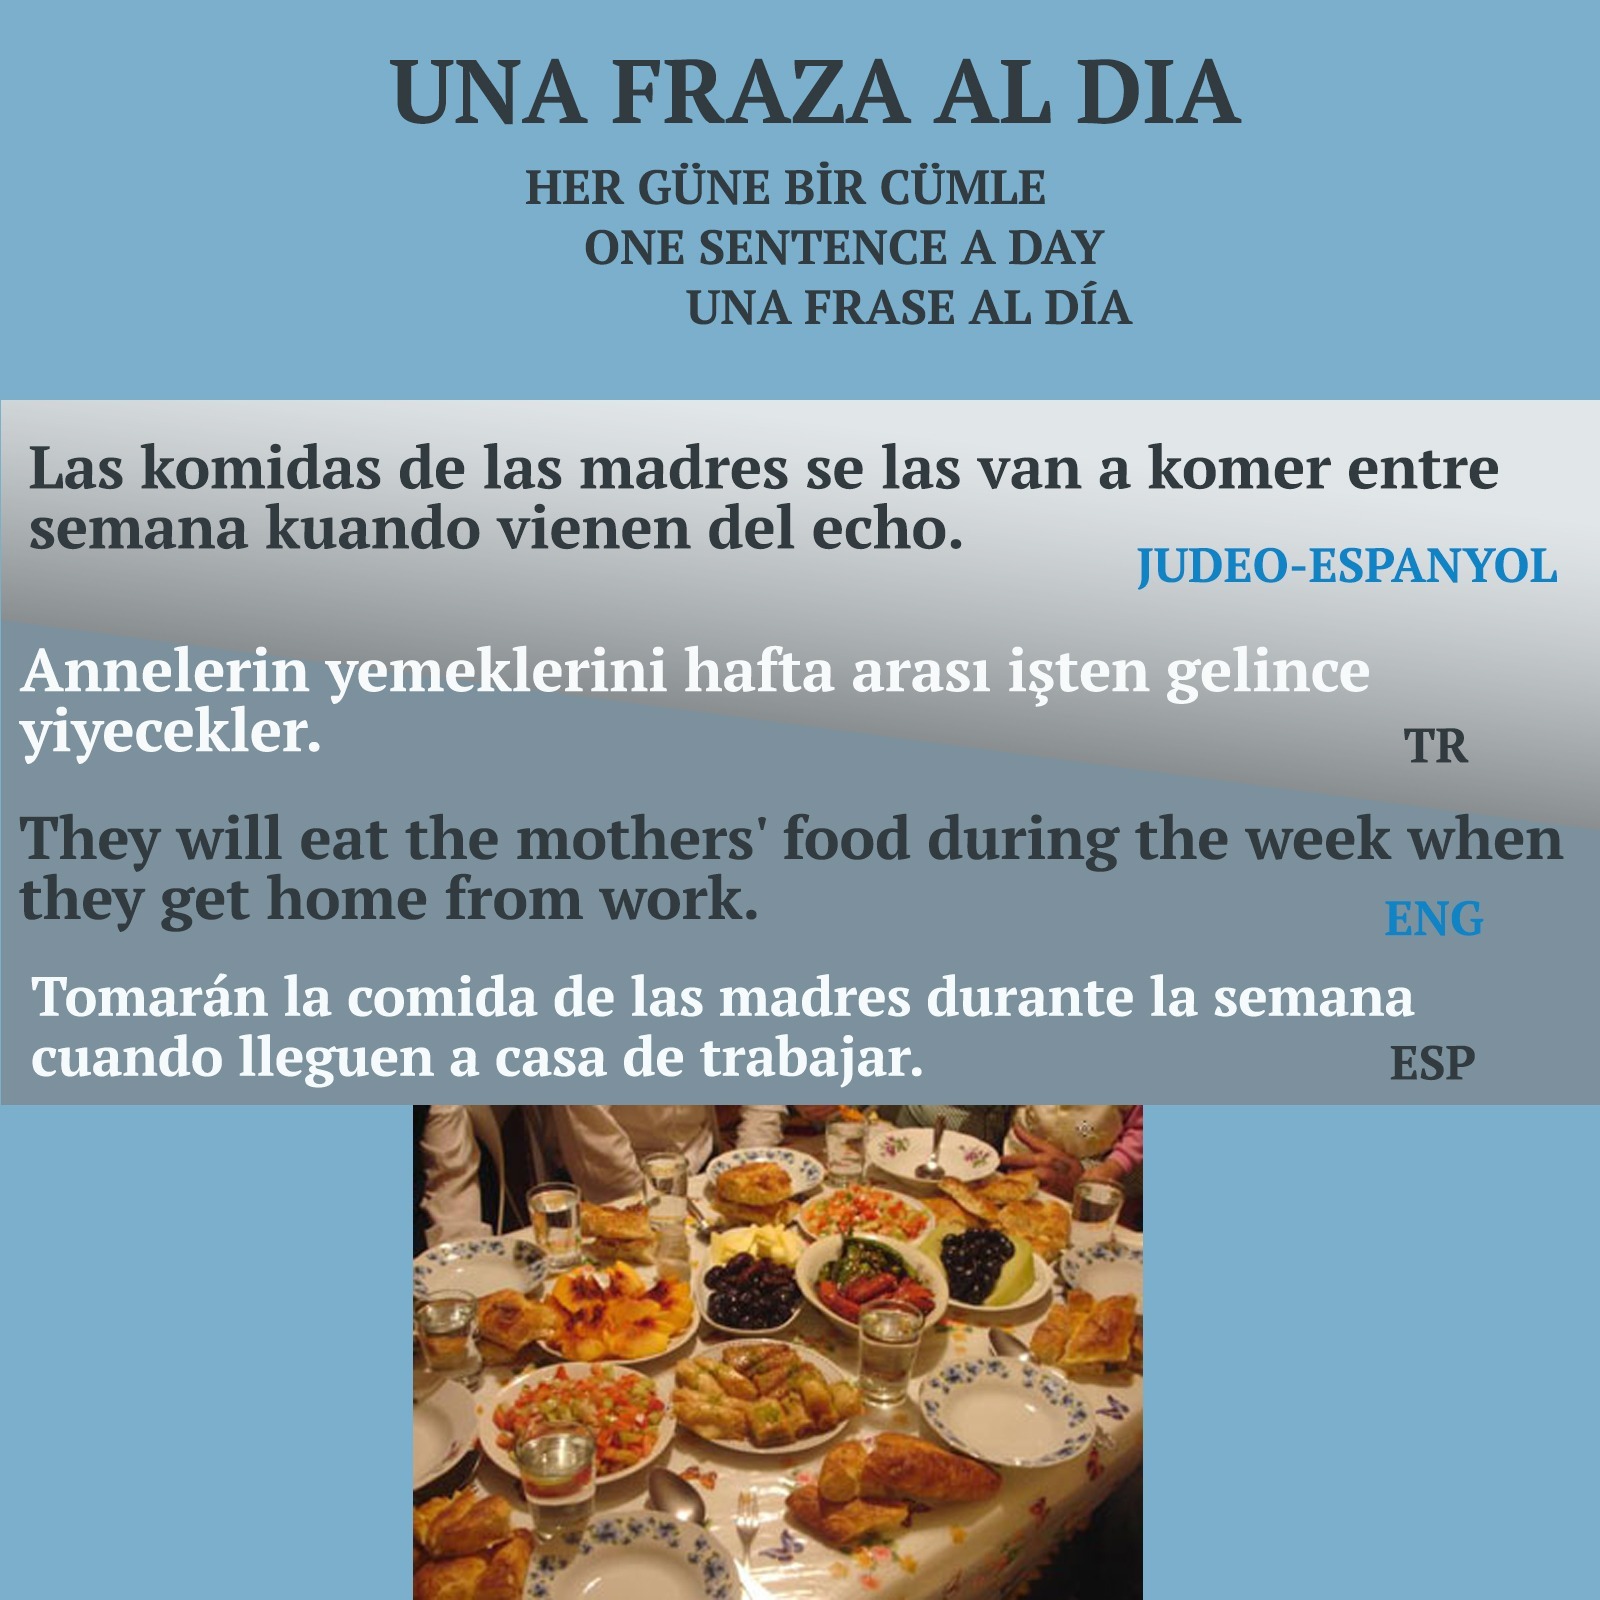 UNA FRAZA AL DIA
HER GÜNE BİR CÜMLE
ONE SENTENCE A DAY
UNA FRASE AL DÍA
Las komidas de las madres se las van a komer entre
semana kuando vienen del echo.
JUDEO-ESPANYOL
Annelerin yemeklerini hafta arası işten gelince
yiyecekler.
TR
They will eat the mothers' food during the week when
they get home from work.
ENG
Tomarán la comida de las madres durante la semana
cuando lleguen a casa de trabajar.
ESP